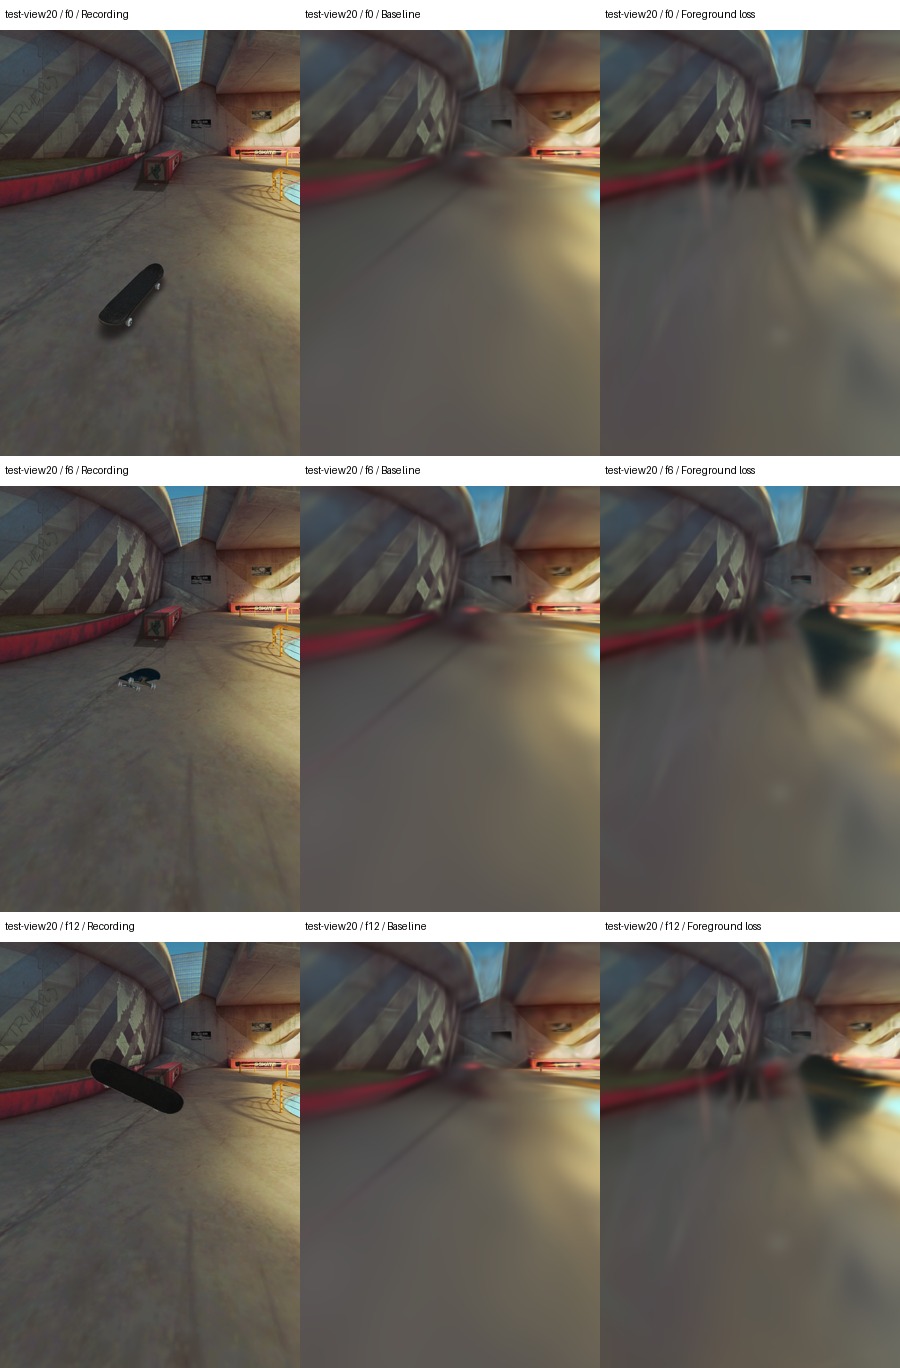 test-view20 / f0 / Recording
test-view20 / f0 / Baseline
test-view20 / f0 / Foreground loss
test-view20 / f6 / Recording
test-view20 / f6 / Baseline
test-view20 / f6 / Foreground loss
test-view20 / f12 / Recording
test-view20 / f12 / Baseline
test-view20 / f12 / Foreground loss